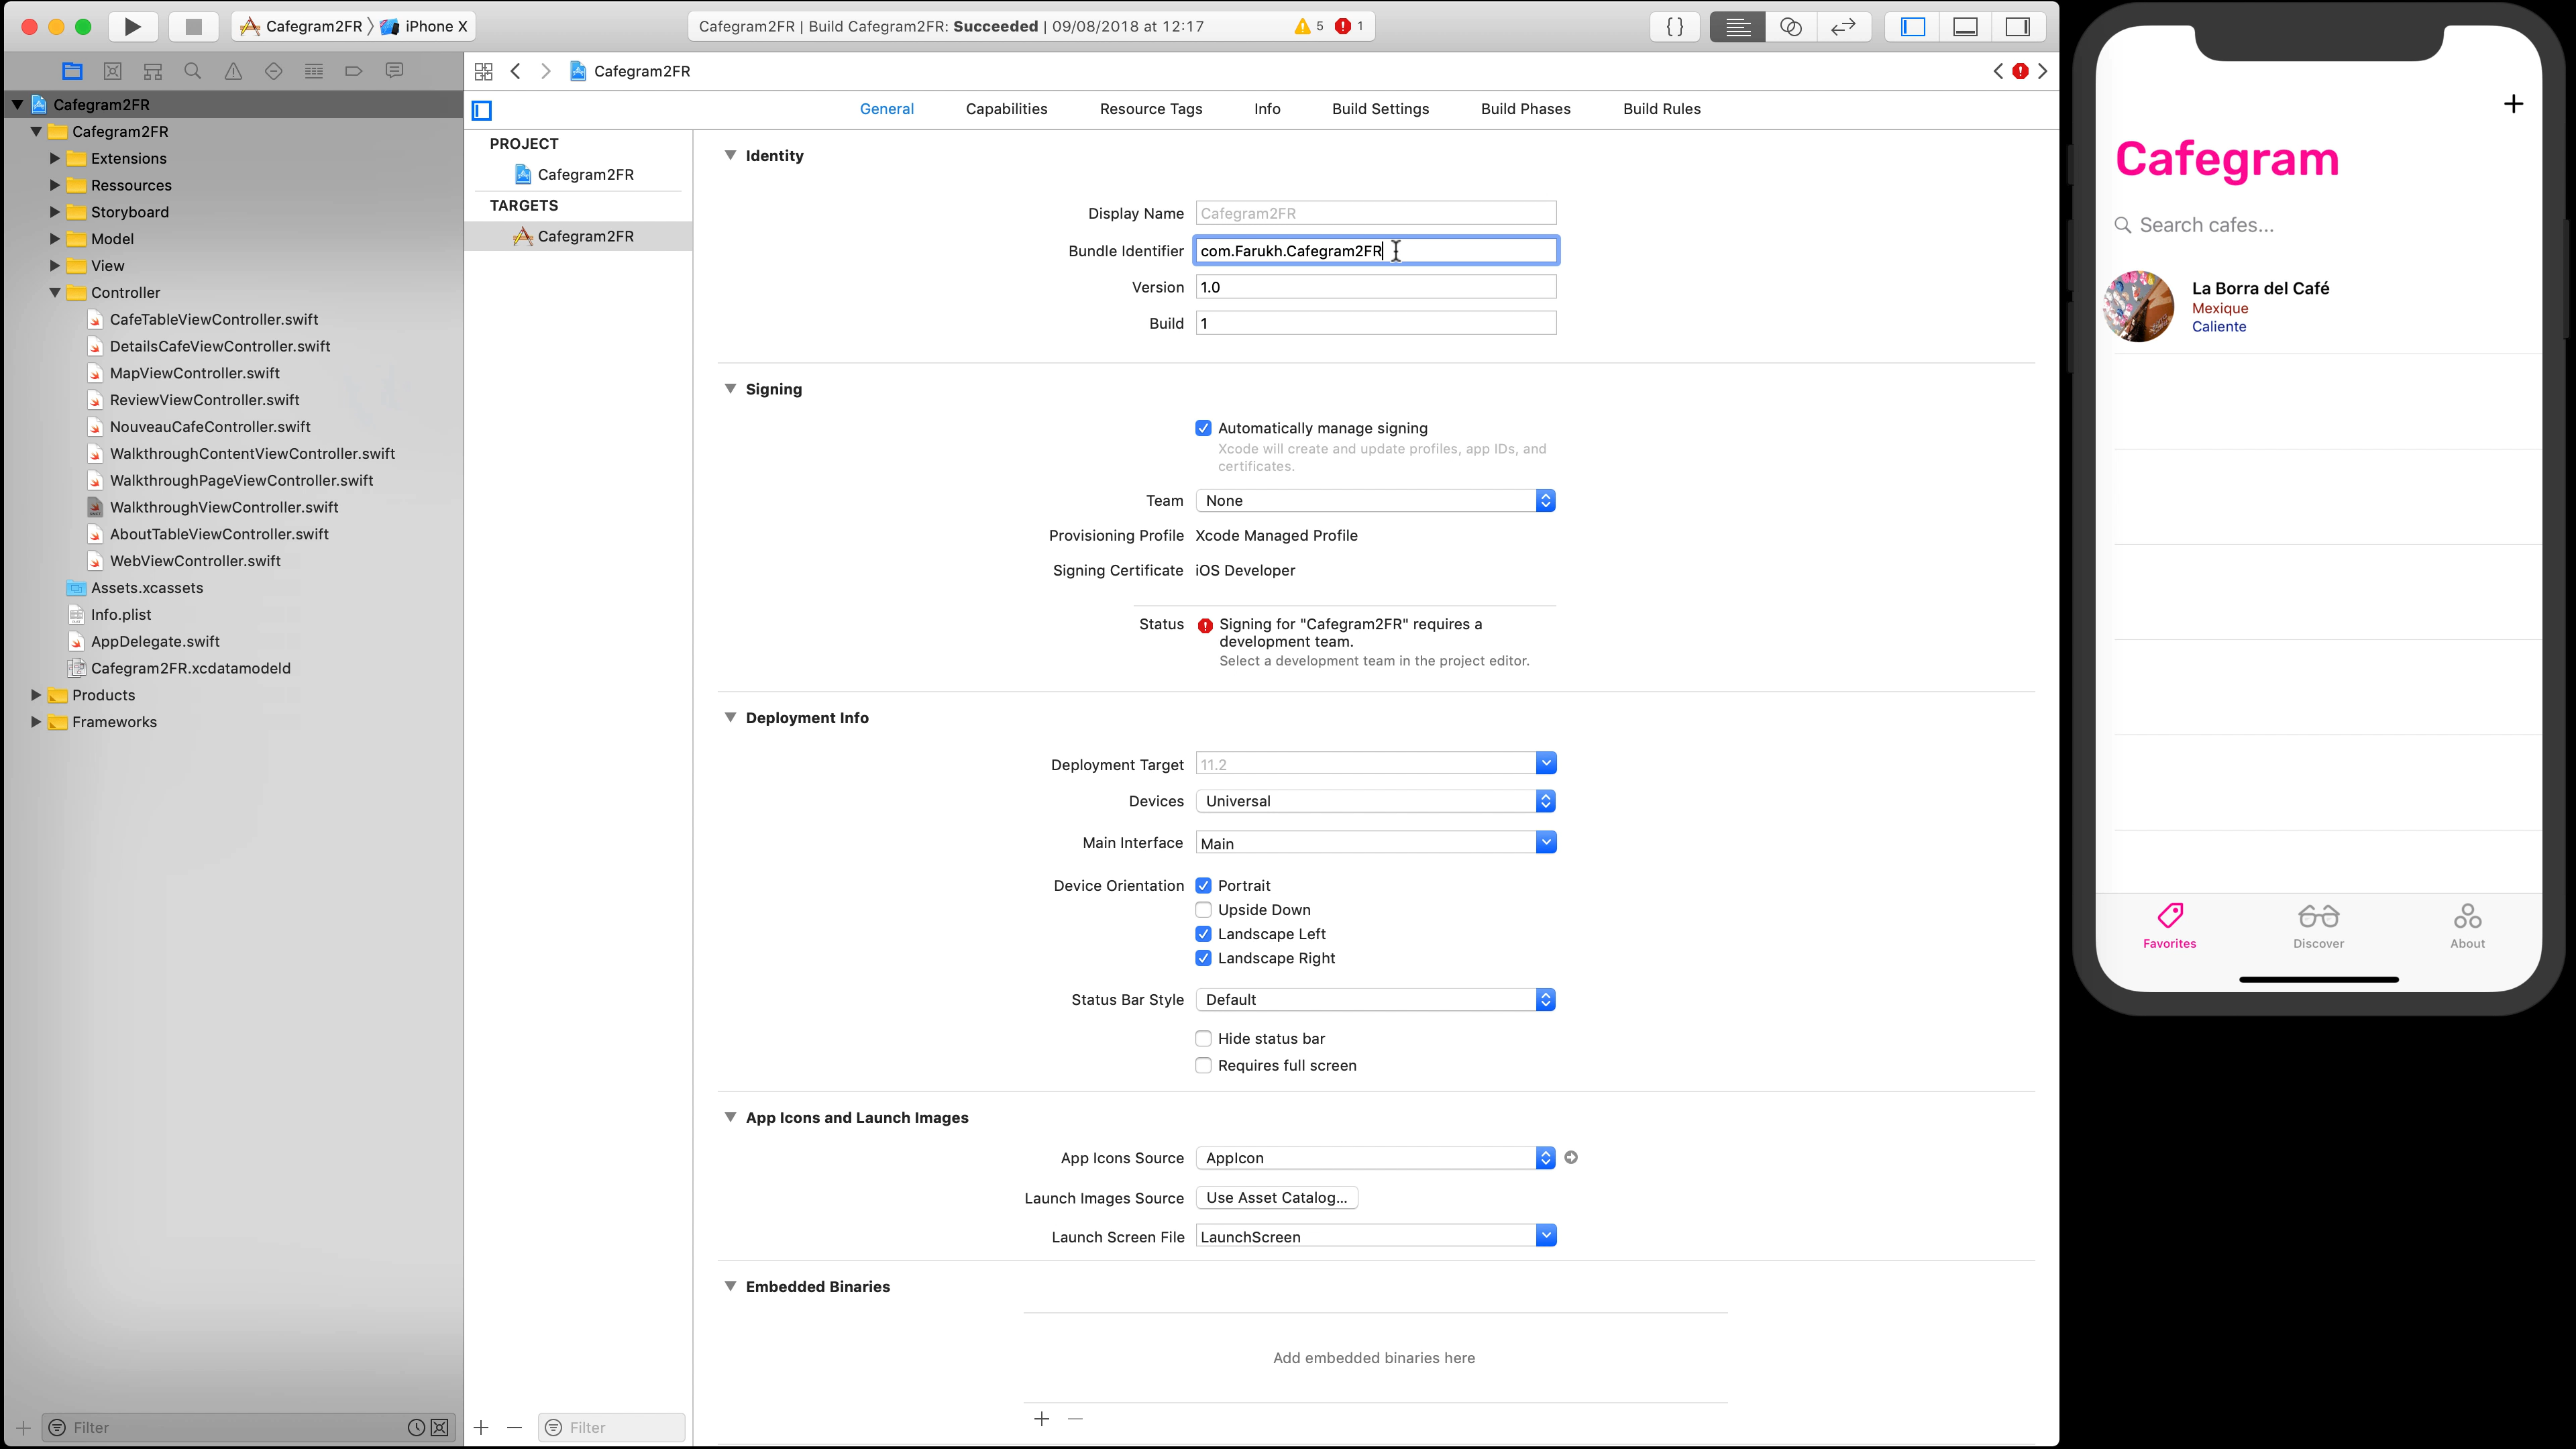 Cafegram2FR iPhone X
Cafegram2FR | Build Cafegram2FR: Succeeded | 09/08/2018 at 12:17
5 1
{ }
Cafegram2FR
Cafegram2FR
Extensions
Ressources
Storyboard
Model
View
Controller
CafeTableViewController.swift
DetailsCafeViewController.swift
MapViewController.swift
ReviewViewController.swift
NouveauCafeController.swift
WalkthroughContentViewController.swift
WalkthroughPageViewController.swift
WalkthroughViewController.swift
AboutTableViewController.swift
WebViewController.swift
Assets.xcassets
Info.plist
AppDelegate.swift
Cafegram2FR.xcdatamodeld
Products
Frameworks
Filter
Cafegram2FR
General Capabilities Resource Tags Info Build Settings Build Phases Build Rules
PROJECT
Cafegram2FR
TARGETS
Cafegram2FR
Filter
Identity
Display Name Cafegram2FR
Bundle Identifier com.Farukh.Cafegram2FR
Version 1.0
Build 1
Signing
Automatically manage signing
Xcode will create and update profiles, app IDs, and
certificates.
Team None
Provisioning Profile Xcode Managed Profile
Signing Certificate iOS Developer
Status Signing for "Cafegram2FR" requires a
development team.
Select a development team in the project editor.
Deployment Info
Deployment Target 11.2
Devices Universal
Main Interface Main
Device Orientation Portrait
Upside Down
Landscape Left
Landscape Right
Status Bar Style Default
Hide status bar
Requires full screen
App Icons and Launch Images
App Icons Source AppIcon
Launch Images Source Use Asset Catalog...
Launch Screen File LaunchScreen
Embedded Binaries
Add embedded binaries here
Cafegram
Search cafes...
La Borra del Café
Mexique
Caliente
Favorites Discover About